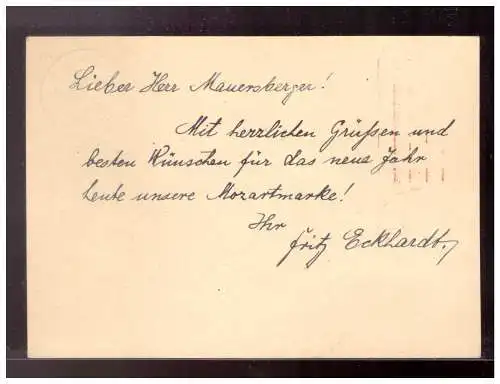 Lieber Herr Mauersberger!
Mit herzlichen Grüßen und
besten Wünschen für das neue Jahr
heute unsere Mozartmarke!
Ihr
Fritz Eckhardt.